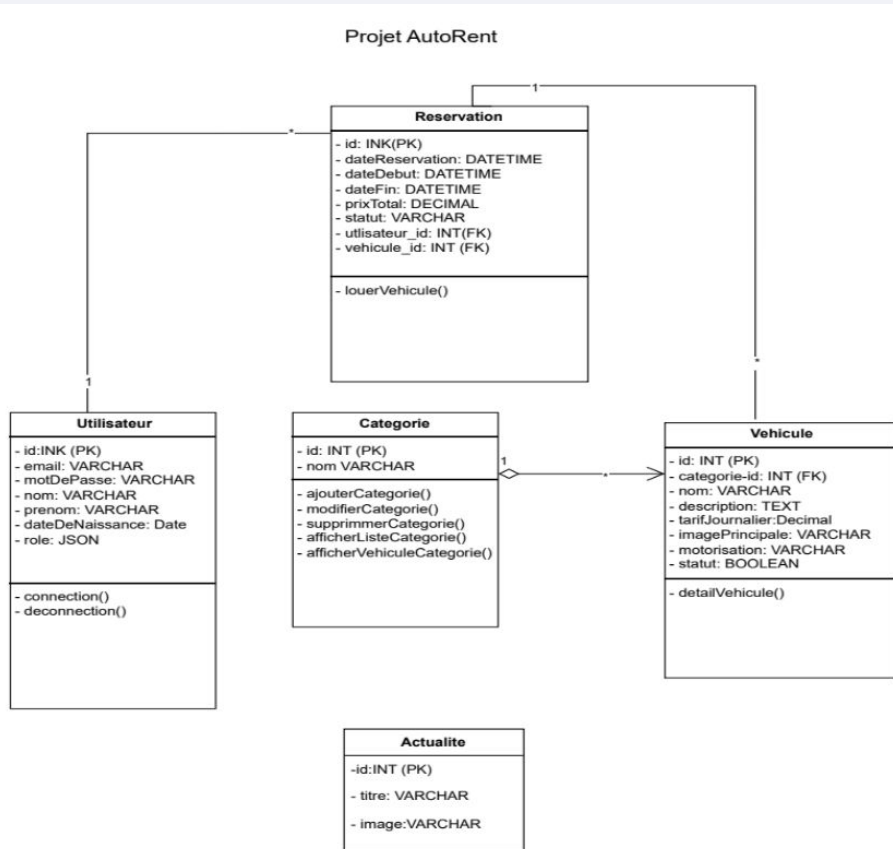 Projet AutoRent
1
*
Reservation
- id: INK(PK)
- dateReservation: DATETIME
- dateDebut: DATETIME
- dateFin: DATETIME
- prixTotal: DECIMAL
- statut: VARCHAR
- utlisateur_id: INT(FK)
- vehicule_id: INT (FK)
- louerVehicule()
1
*
Utilisateur
- id:INK (PK)
- email: VARCHAR
- motDePasse: VARCHAR
- nom: VARCHAR
- prenom: VARCHAR
- dateDeNaissance: Date
- role: JSON
- connection()
- deconnection()
Categorie
- id: INT (PK)
- nom VARCHAR
- ajouterCategorie()
- modifierCategorie()
- supprimmerCategorie()
- afficherListeCategorie()
- afficherVehiculeCategorie()
1
*
Vehicule
- id: INT (PK)
- categorie-id: INT (FK)
- nom: VARCHAR
- description: TEXT
- tarifJournalier:Decimal
- imagePrincipale: VARCHAR
- motorisation: VARCHAR
- statut: BOOLEAN
- detailVehicule()
Actualite
-id:INT (PK)
- titre: VARCHAR
- image:VARCHAR